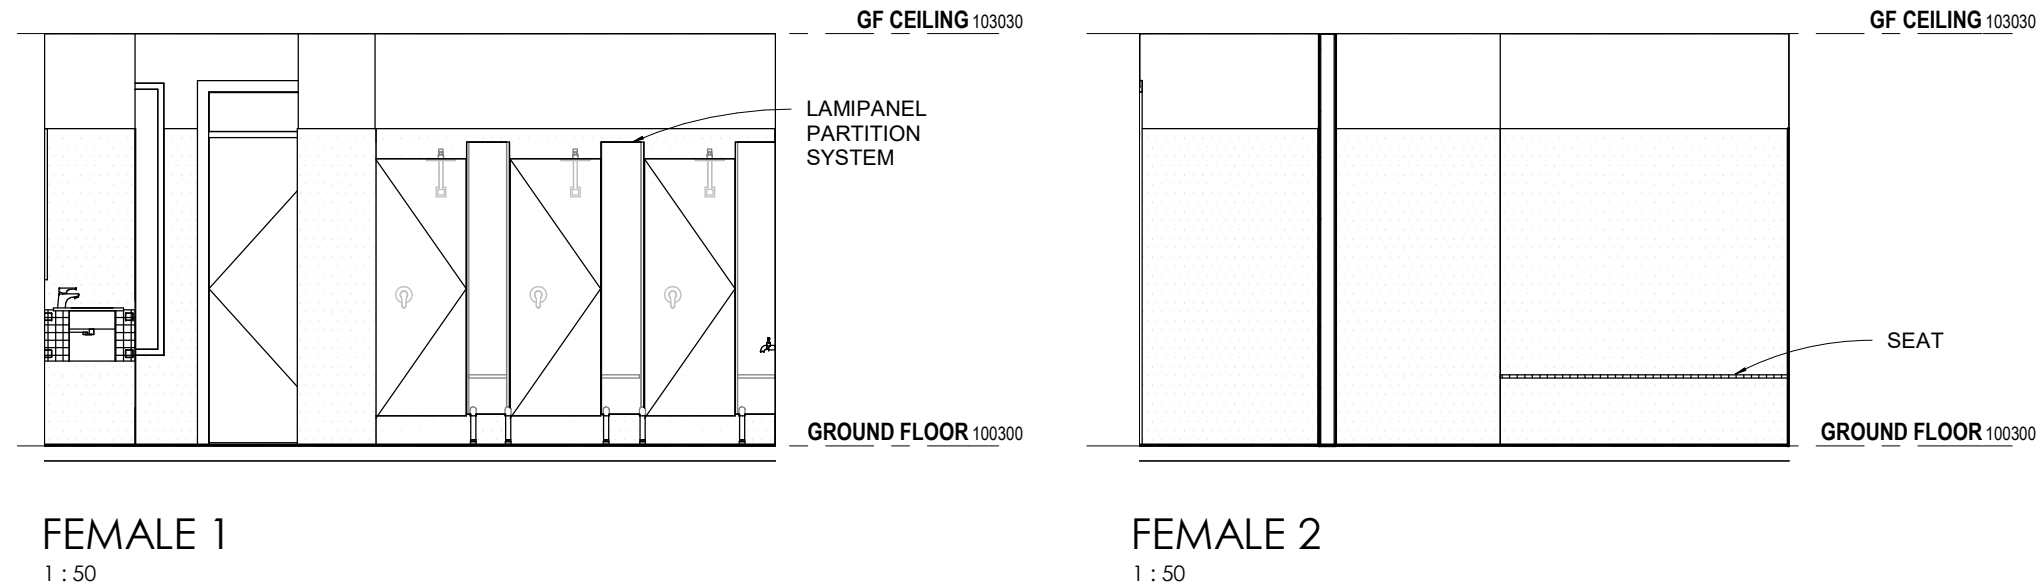 GF CEILING 103030
LAMIPANEL
PARTITION
SYSTEM
GROUND FLOOR 100300
FEMALE 1
1 : 50
GF CEILING 103030
SEAT
GROUND FLOOR 100300
FEMALE 2
1 : 50